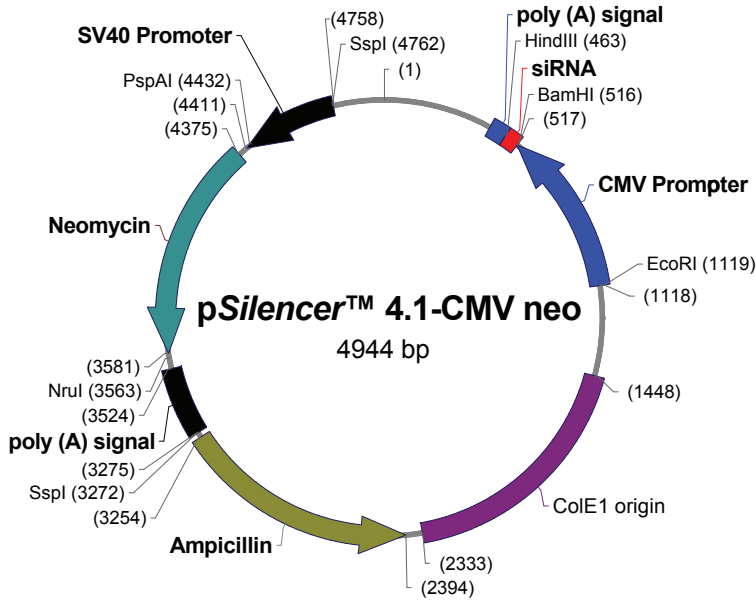 (4758)
SspI (4762)
(1)
SV40 Promoter
PspAI (4432)
(4411)
(4375)
poly (A) signal
HindIII (463)
siRNA
BamHI (516)
(517)
CMV Prompter
Neomycin
EcoRI (1119)
(1118)
pSilencer™ 4.1-CMV neo
4944 bp
(3581)
NruI (3563)
(3524)
poly (A) signal
(3275)
SspI (3272)
(3254)
(1448)
ColE1 origin
Ampicillin
(2333)
(2394)